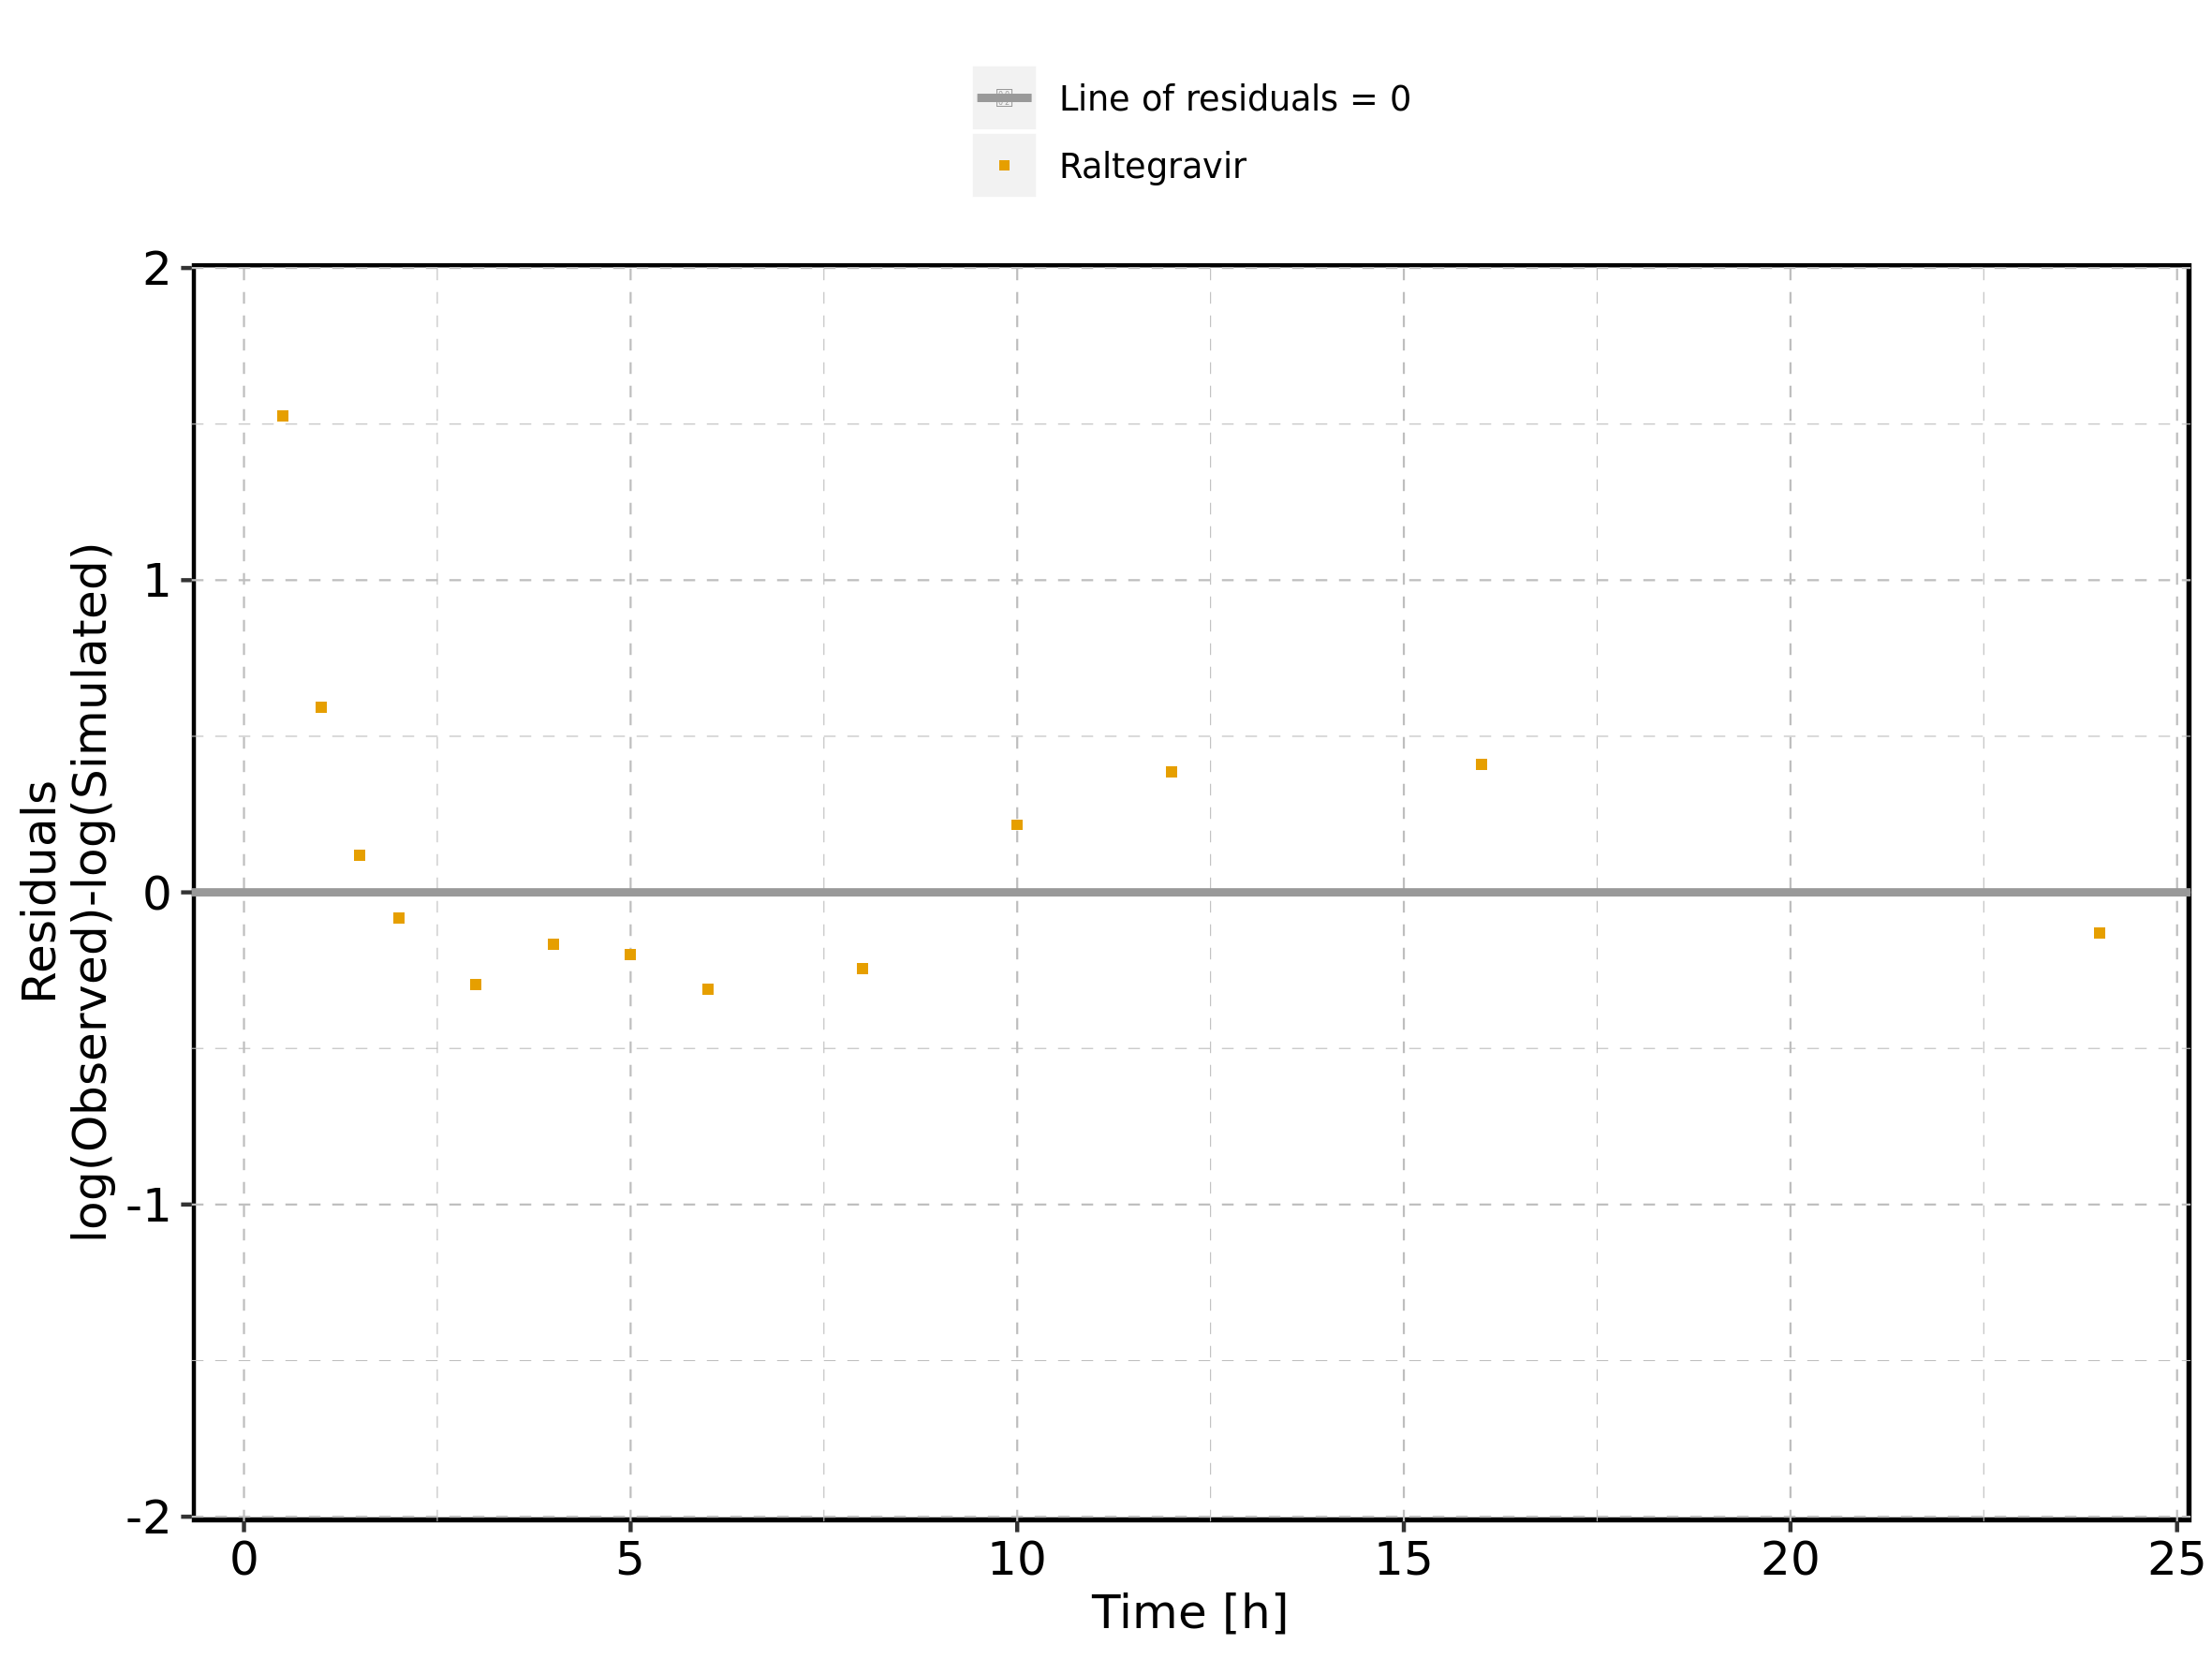 Line of residuals = 0
Raltegravir
Residuals
log(Observed)-log(Simulated)
2
1
0
-1
-2
0 5 10 15 20 25
Time [h]